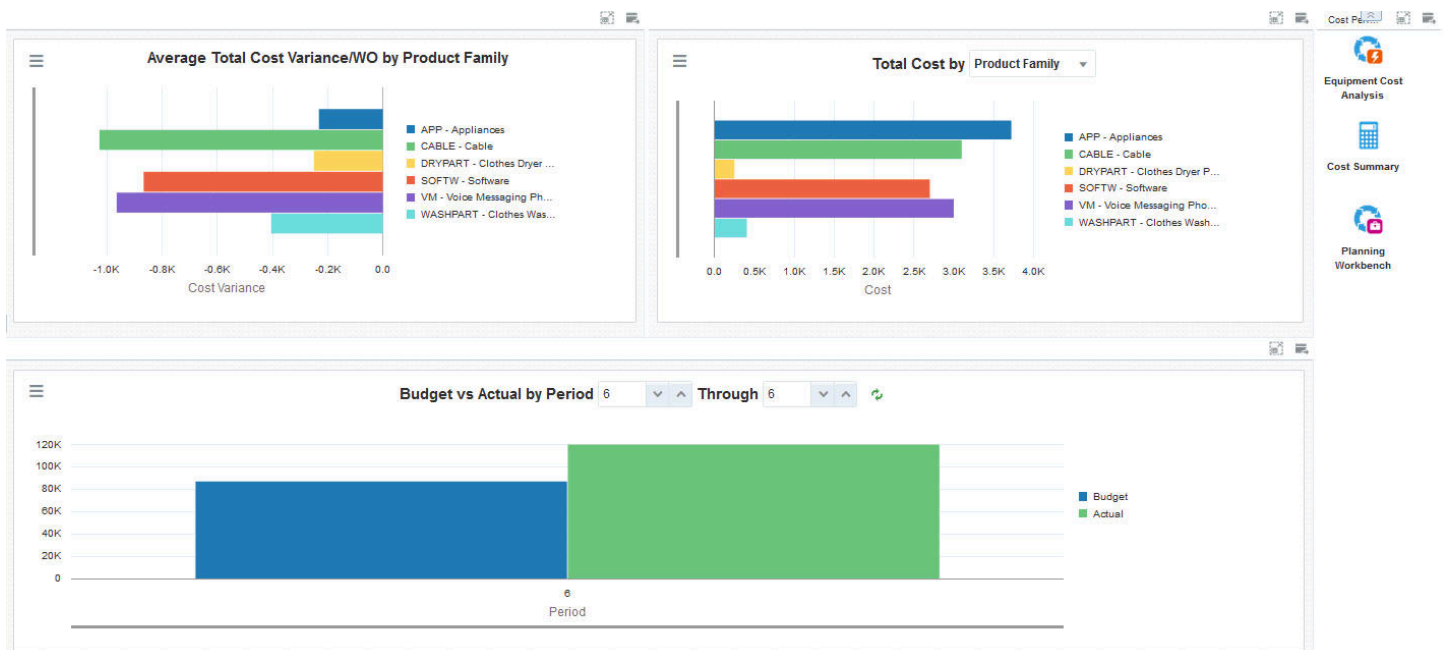 Average Total Cost Variance/WO by Product Family
APP - Appliances
CABLE - Cable
DRYPART - Clothes Dryer ...
SOFTW - Software
VM - Voice Messaging Ph...
WASHPART - Clothes Was...
-1.0K -0.8K -0.6K -0.4K -0.2K 0.0
Cost Variance
Total Cost by Product Family
APP - Appliances
CABLE - Cable
DRYPART - Clothes Dryer P...
SOFTW - Software
VM - Voice Messaging Pho...
WASHPART - Clothes Wash...
0.0 0.5K 1.0K 1.5K 2.0K 2.5K 3.0K 3.5K 4.0K
Cost
Cost
Equipment Cost
Analysis
Cost Summary
Planning
Workbench
Budget vs Actual by Period 6 Through 6
120K
100K
80K
60K
40K
20K
0
6
Period
Budget
Actual